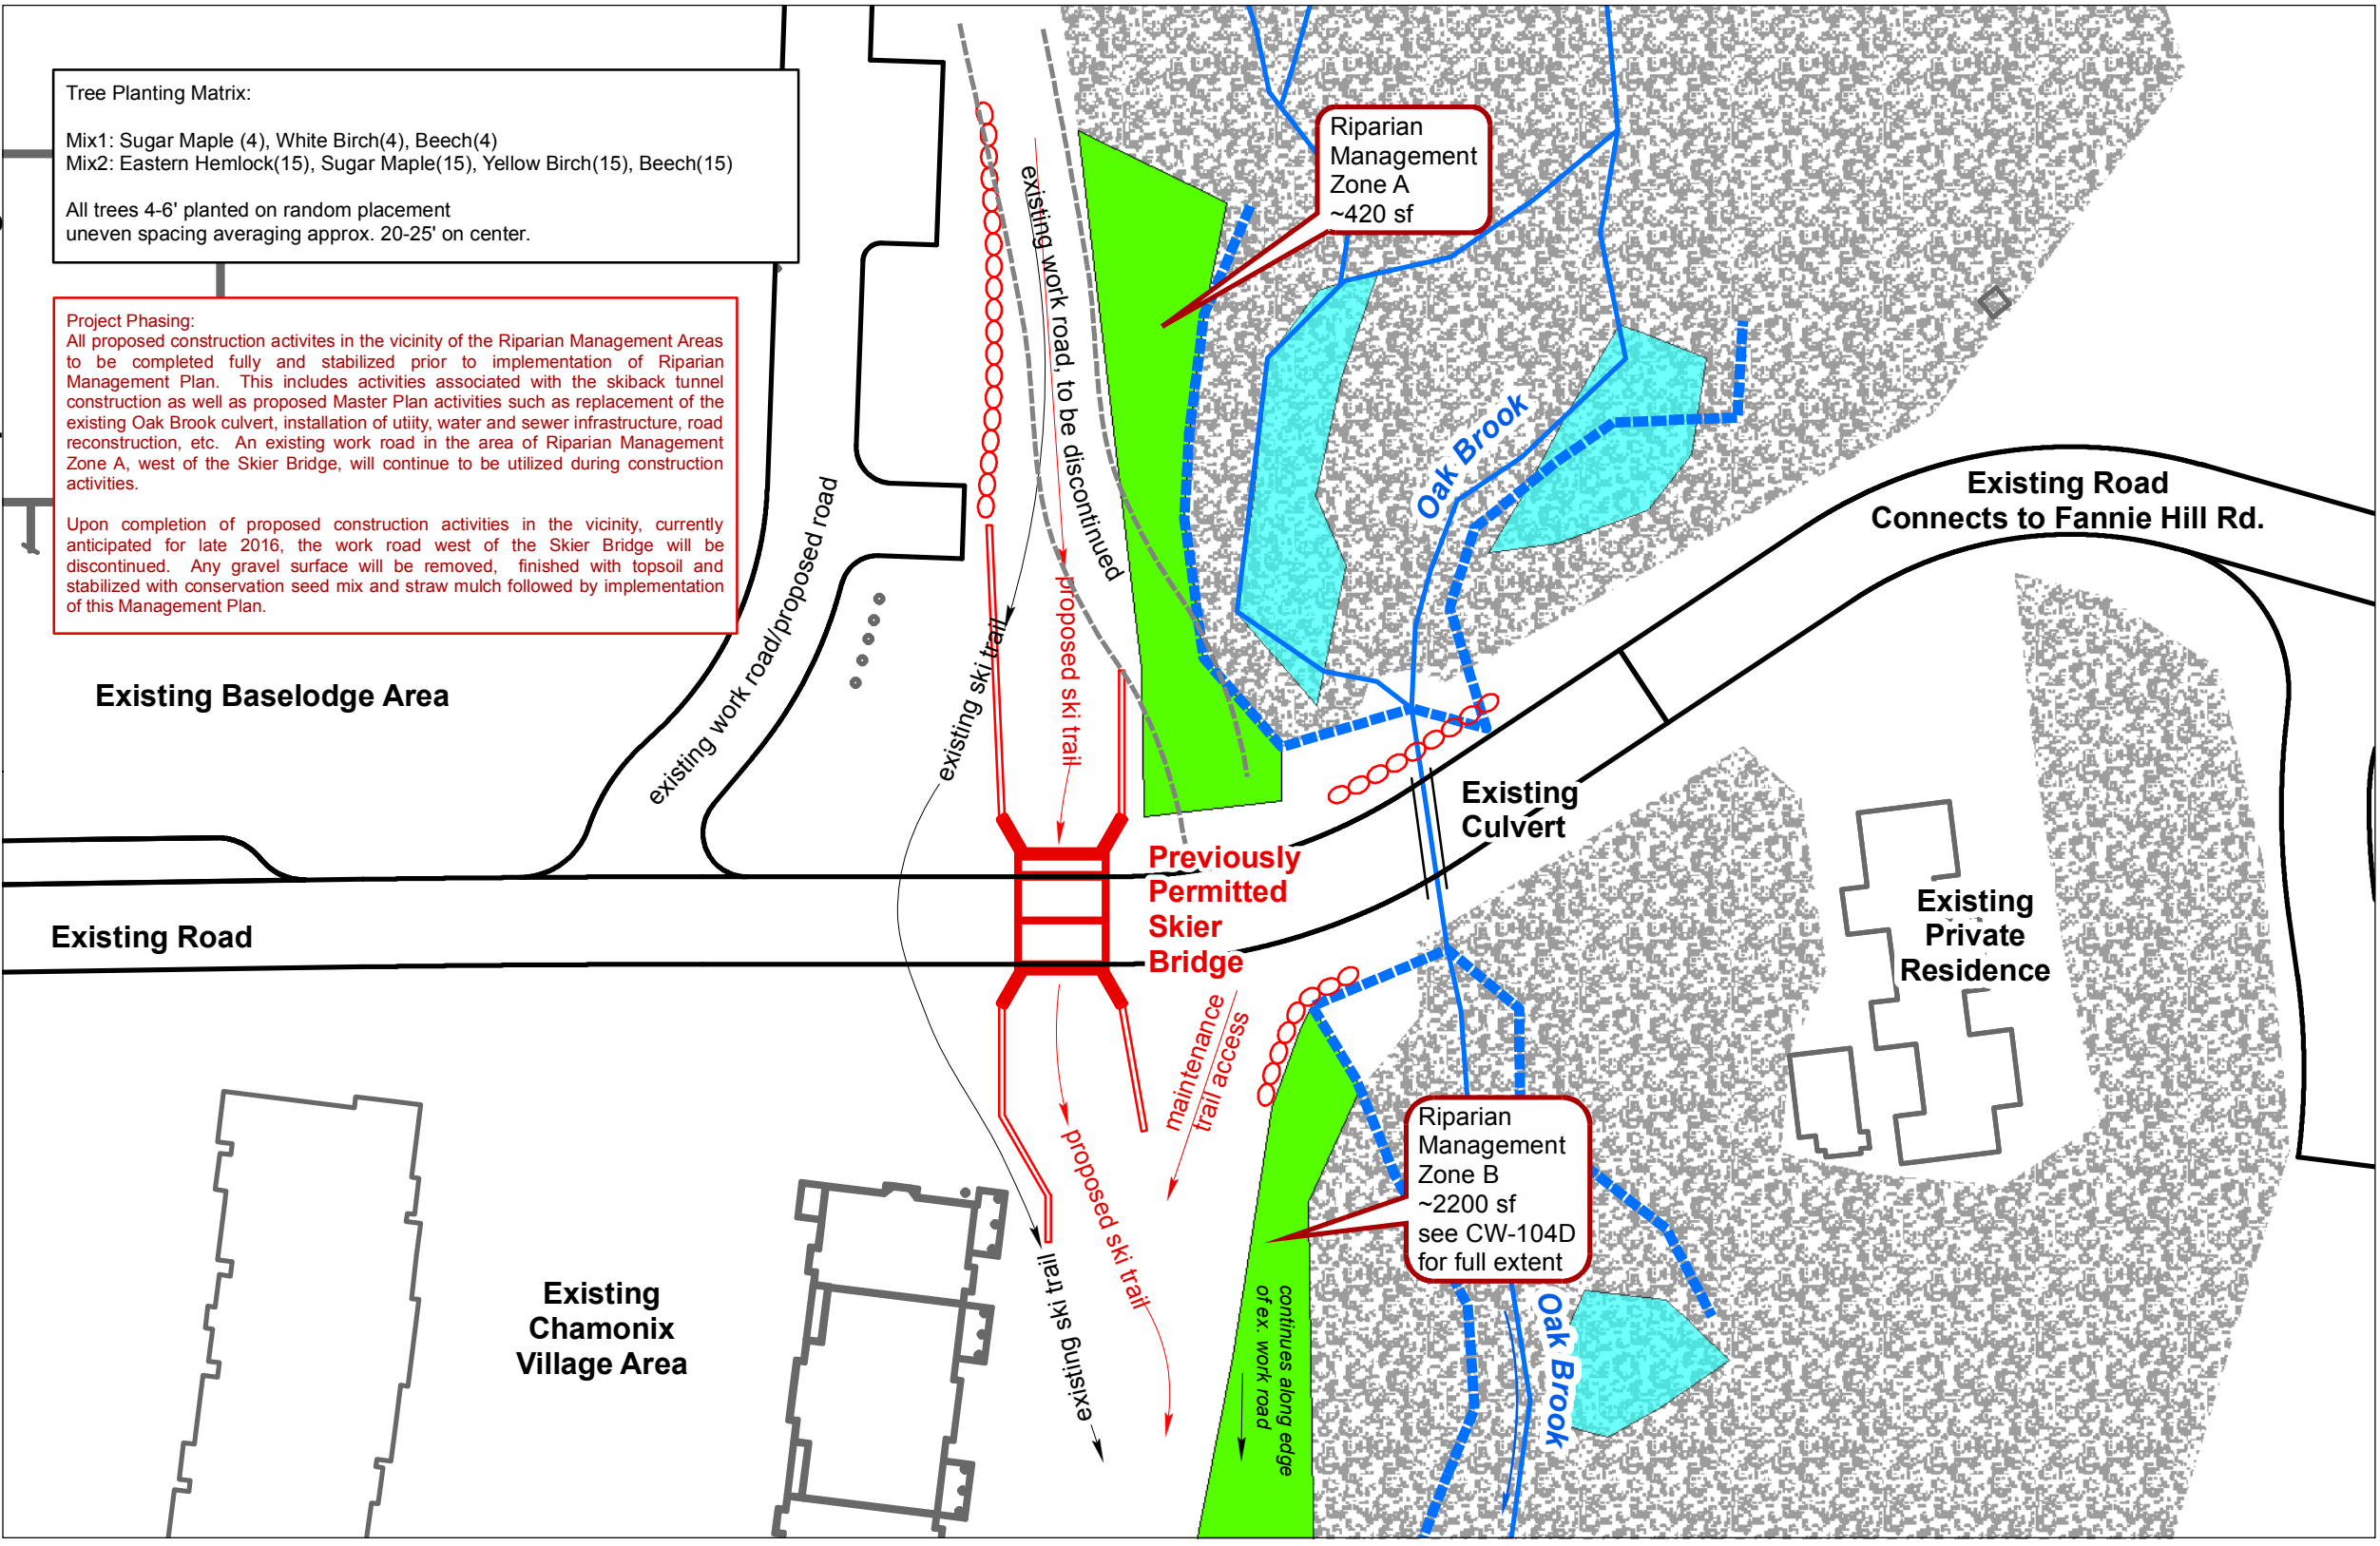 Tree Planting Matrix:
Mix1: Sugar Maple (4), White Birch(4), Beech(4)
Mix2: Eastern Hemlock(15), Sugar Maple(15), Yellow Birch(15), Beech(15)
All trees 4-6' planted on random placement
uneven spacing averaging approx. 20-25' on center.
Project Phasing:
All proposed construction activites in the vicinity of the Riparian Management Areas
to be completed fully and stabilized prior to implementation of Riparian
Management Plan. This includes activities associated with the skiback tunnel
construction as well as proposed Master Plan activities such as replacement of the
existing Oak Brook culvert, installation of utiity, water and sewer infrastructure, road
reconstruction, etc. An existing work road in the area of Riparian Management
Zone A, west of the Skier Bridge, will continue to be utilized during construction
activities.
Upon completion of proposed construction activities in the vicinity, currently
anticipated for late 2016, the work road west of the Skier Bridge will be
discontinued. Any gravel surface will be removed, finished with topsoil and
stabilized with conservation seed mix and straw mulch followed by implementation
of this Management Plan.
Riparian
Management
Zone A
~420 sf
existing work road, to be discontinued
proposed ski trail
existing ski trail
existing work road/proposed road
Oak Brook
Existing Road
Connects to Fannie Hill Rd.
Existing Baselodge Area
Existing
Culvert
Previously
Permitted
Skier
Bridge
Existing Road
Existing
Private
Residence
maintenance
trail access
Riparian
Management
Zone B
~2200 sf
see CW-104D
for full extent
proposed ski trail
existing ski trail
continues along edge
of ex. work road
Oak Brook
Existing
Chamonix
Village Area